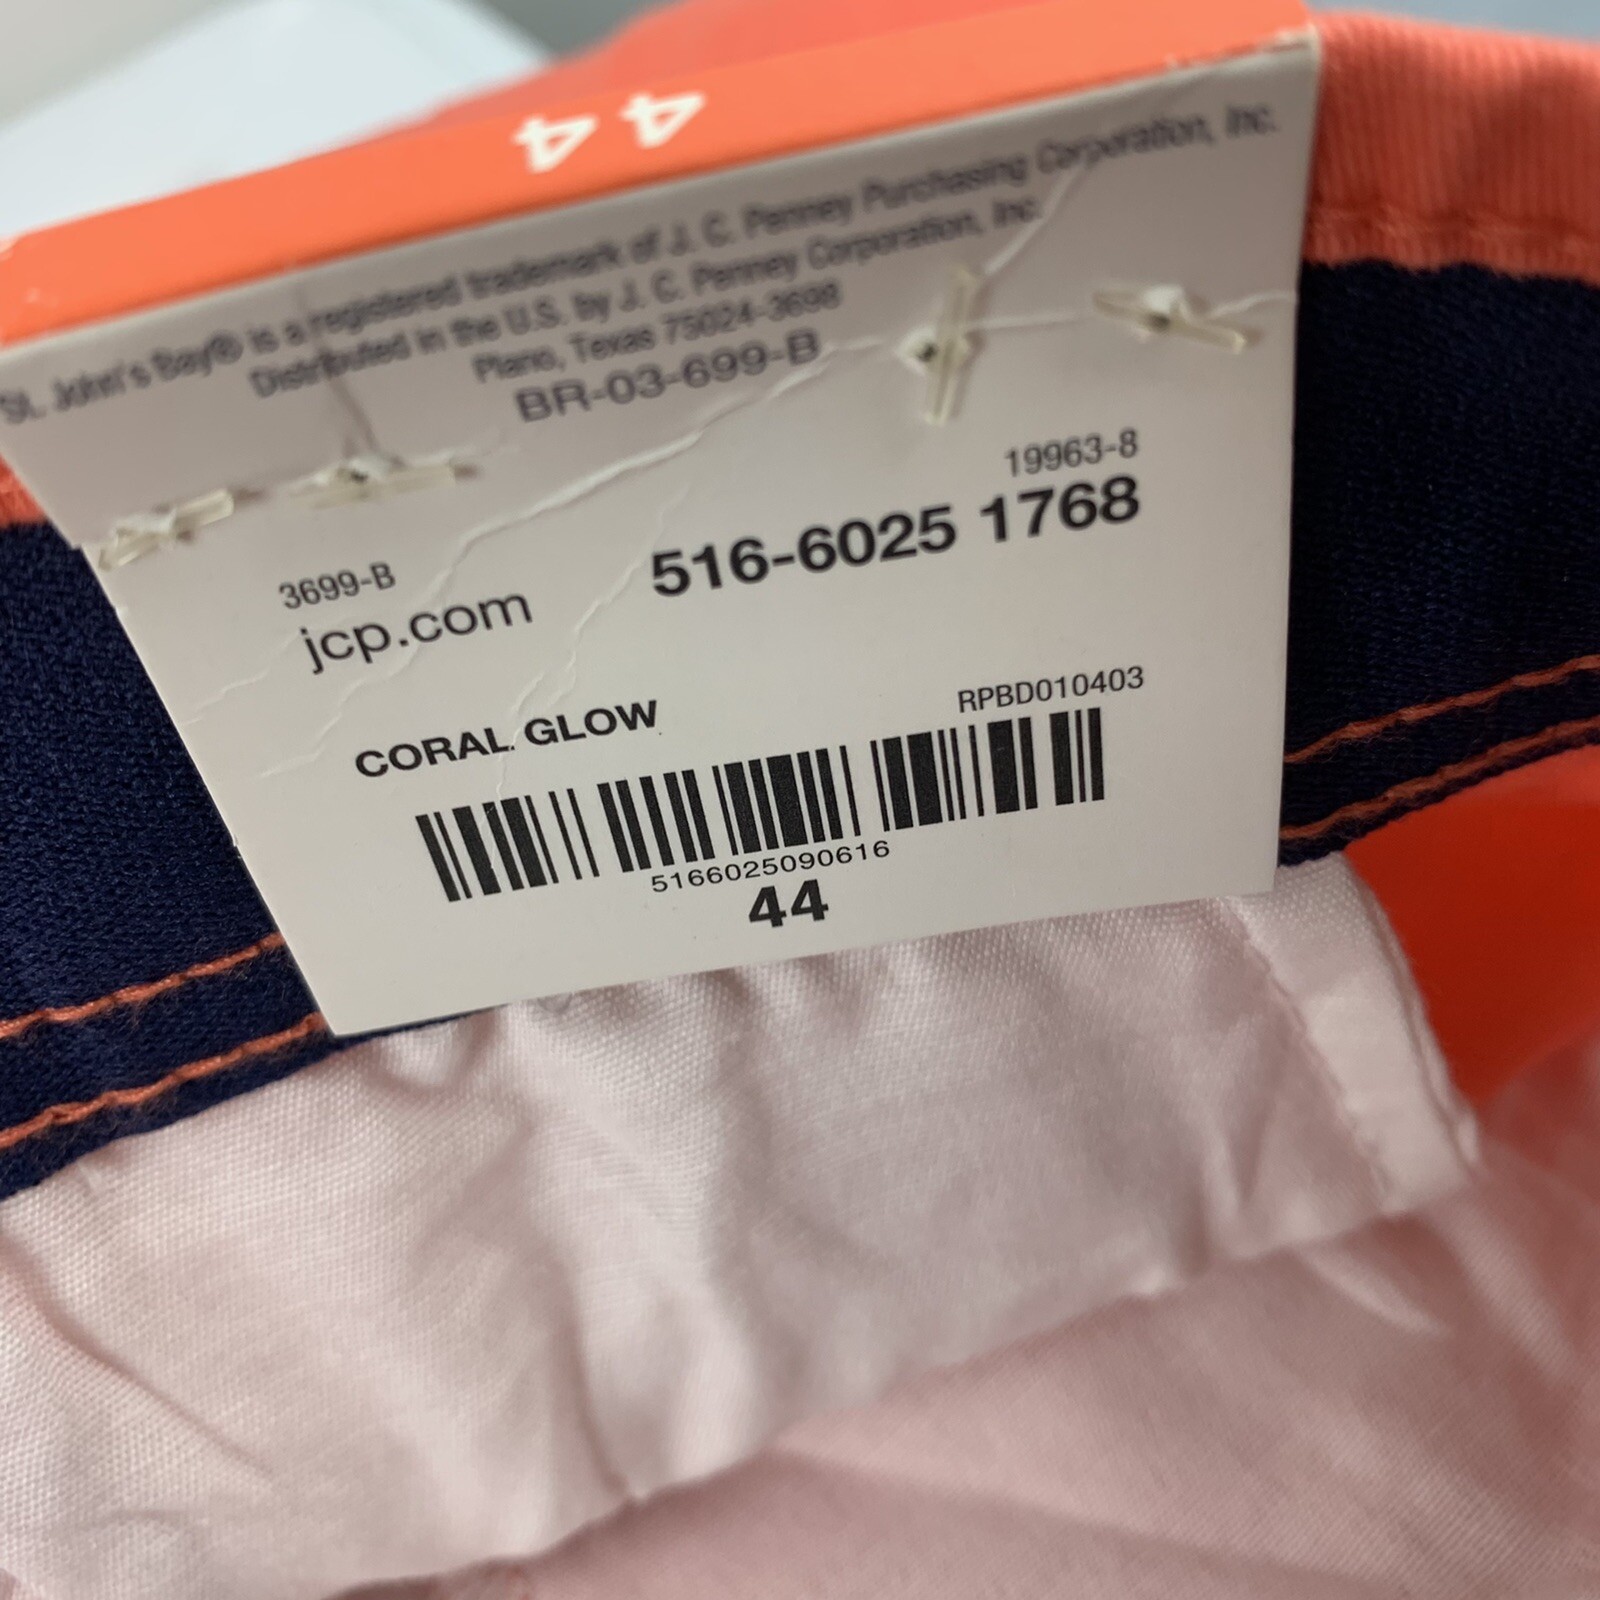 44
St. John's Bay® is a registered trademark of J. C. Penney Purchasing Corporation, Inc.
Distributed in the U.S. by J. C. Penney Corporation, Inc.
Plano, Texas 75024-3698
BR-03-699-B
19963-8
3699-B
516-6025 1768
jcp.com
CORAL GLOW
RPBD010403
5166025090616
44